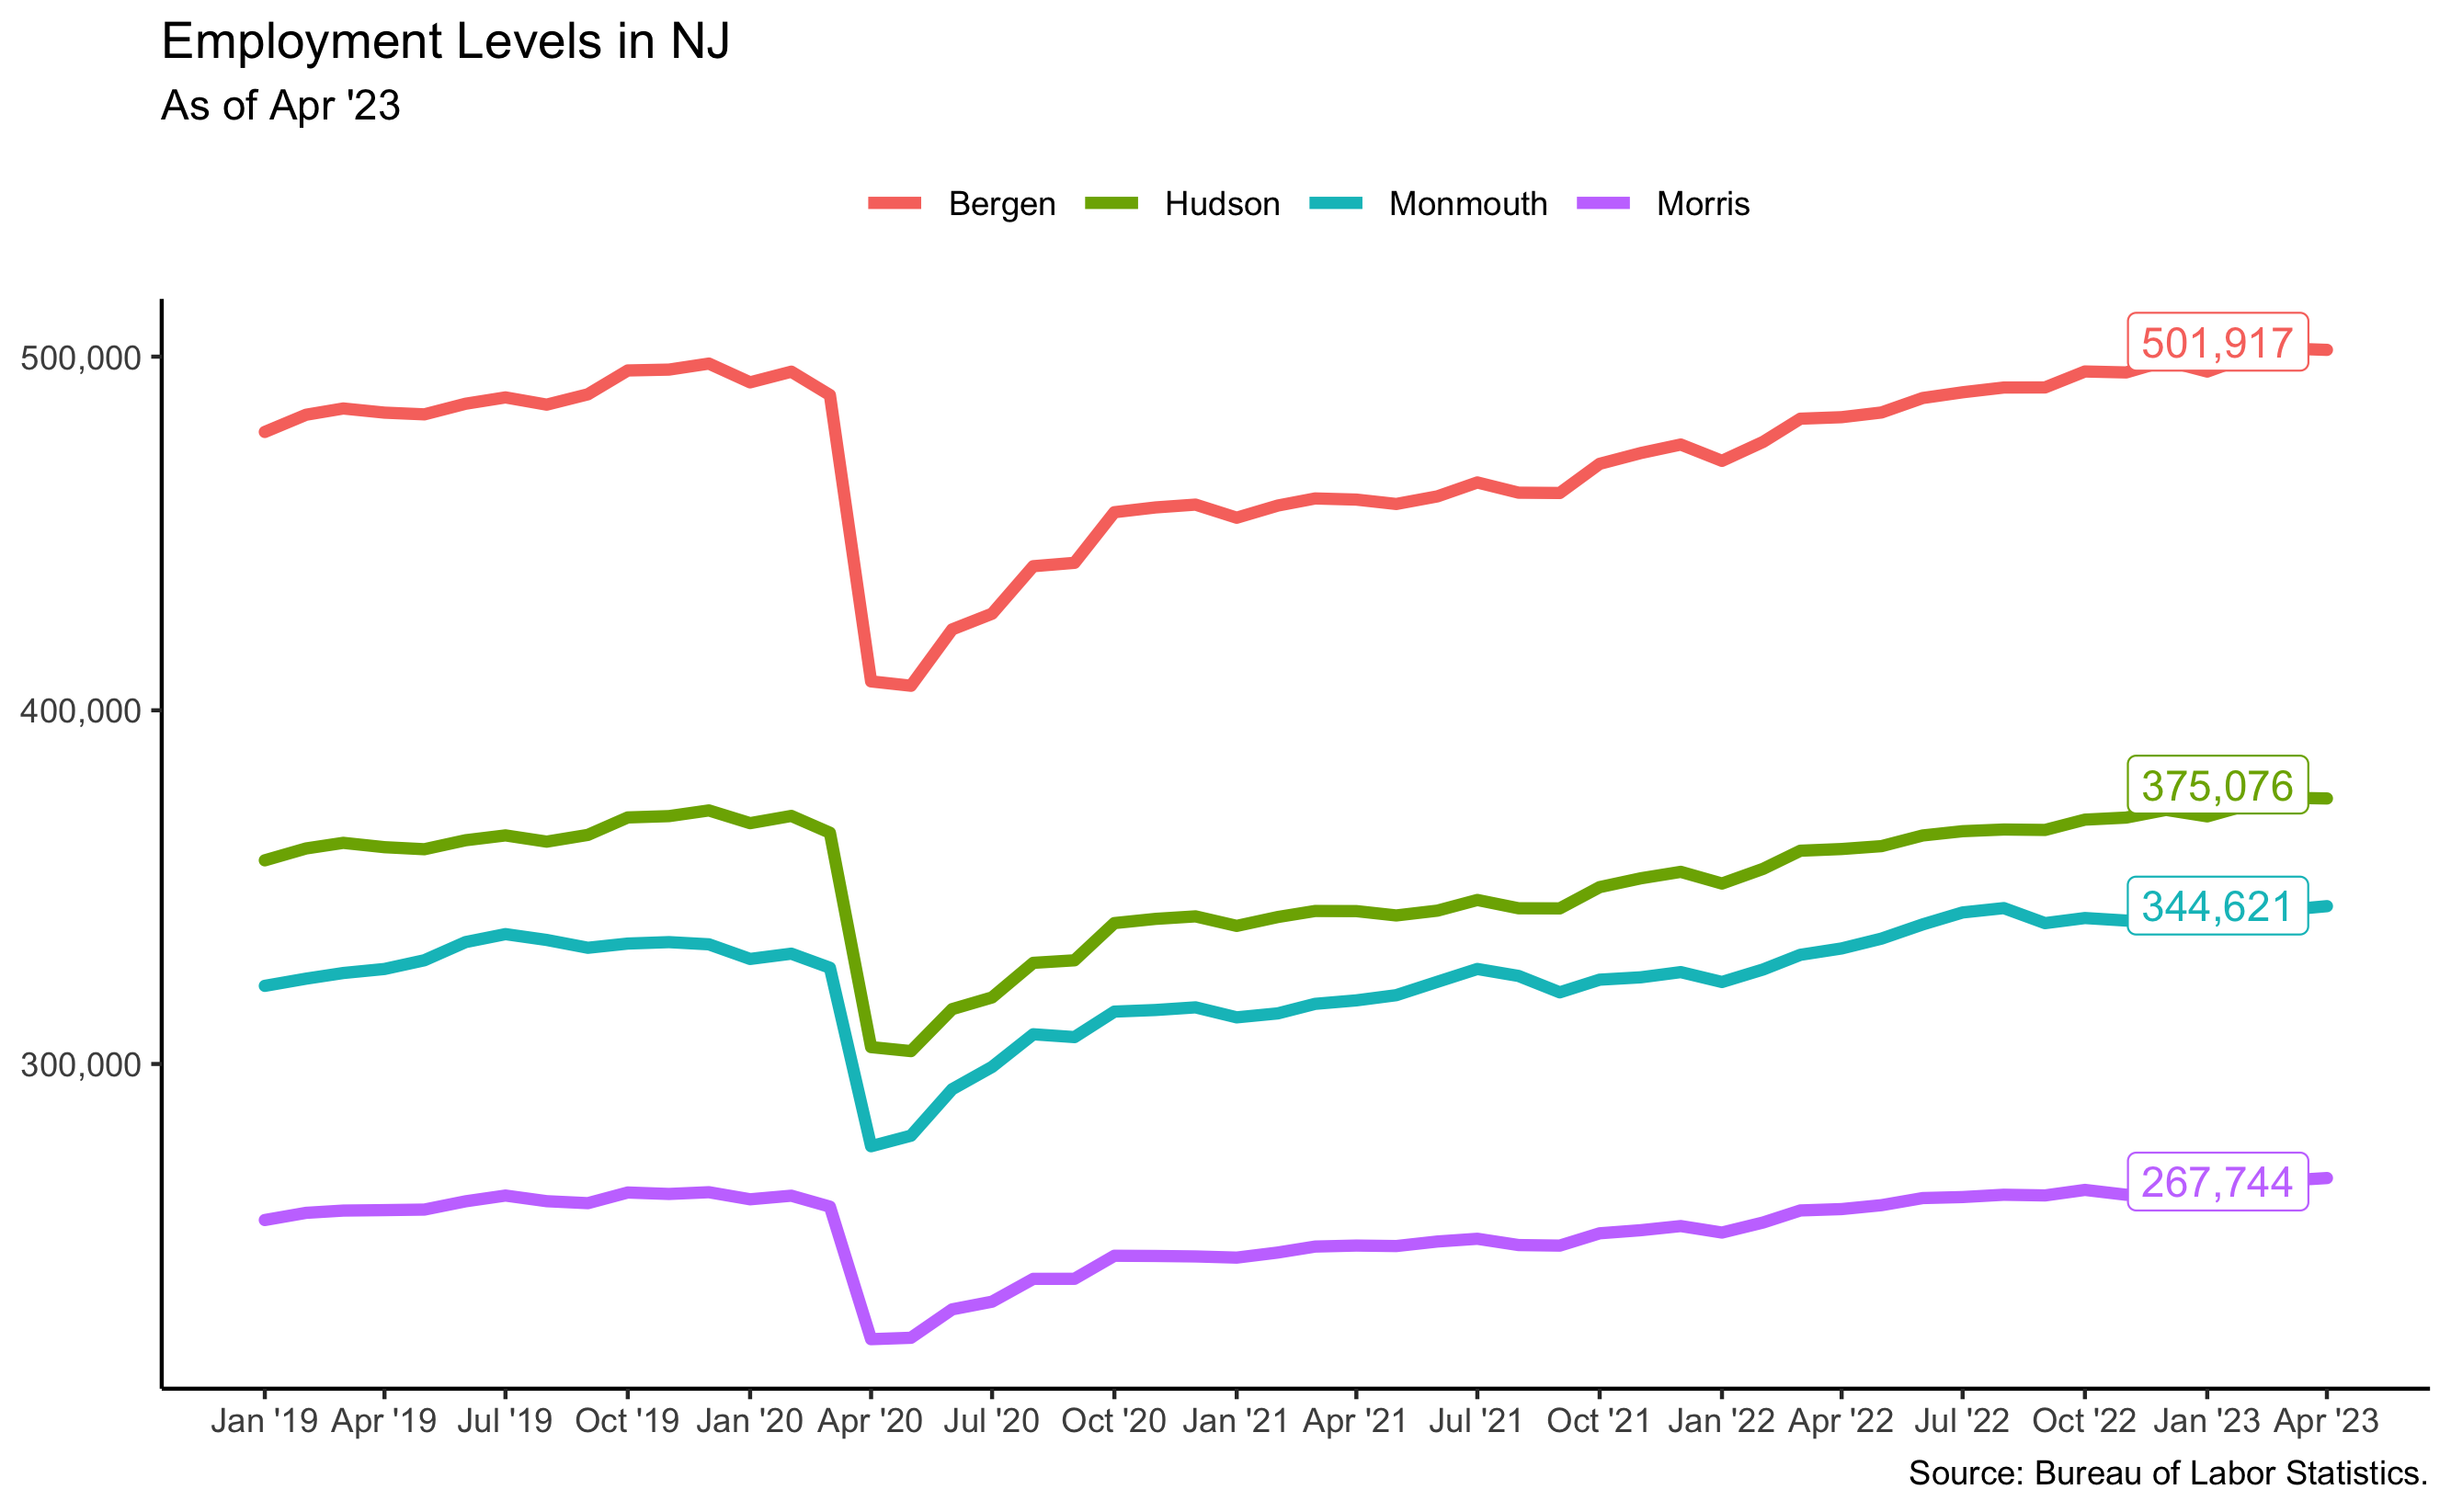 Employment Levels in NJ
As of Apr '23
Bergen Hudson Monmouth Morris
500,000
400,000
300,000
501,917
375,076
344,621
267,744
Jan '19 Apr '19 Jul '19 Oct '19 Jan '20 Apr '20 Jul '20 Oct '20 Jan '21 Apr '21 Jul '21 Oct '21 Jan '22 Apr '22 Jul '22 Oct '22 Jan '23 Apr '23
Source: Bureau of Labor Statistics.